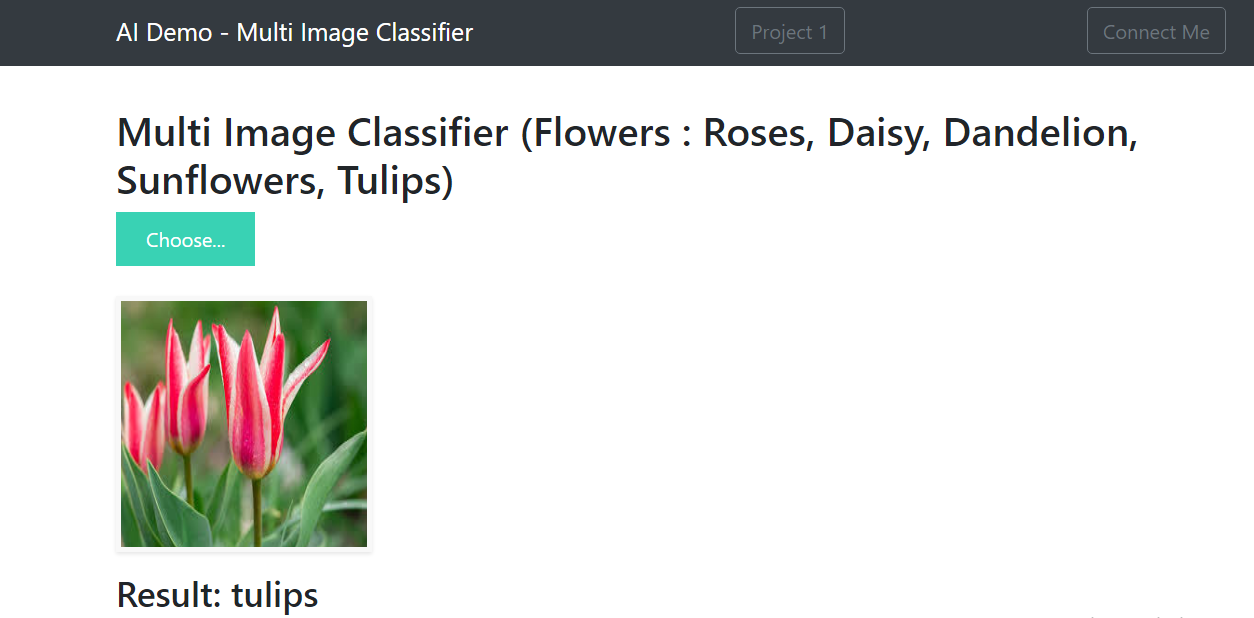 AI Demo - Multi Image Classifier
Project 1
Connect Me
Multi Image Classifier (Flowers : Roses, Daisy, Dandelion,
Sunflowers, Tulips)
Choose...
Result: tulips